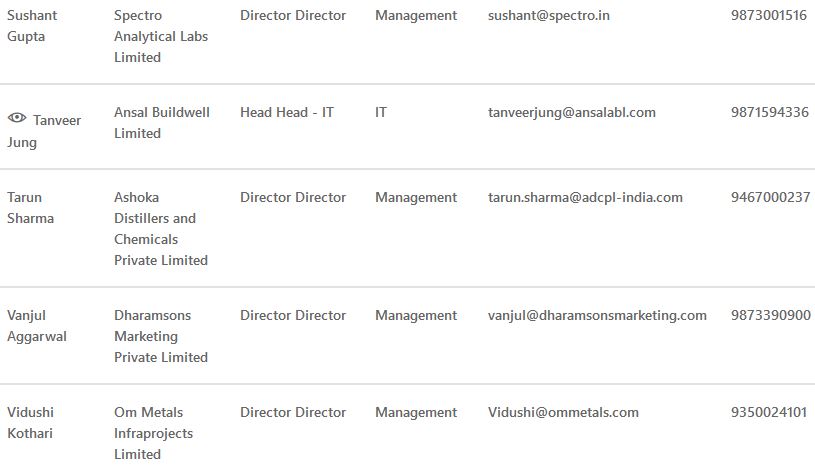 Sushant Spectro Director Director Management sushant@spectro.in 9873001516
Gupta Analytical Labs
Limited
Tanveer Ansal Buildwell Head Head - IT IT tanveerjung@ansalabl.com 9871594336
Jung Limited
Tarun Ashoka Director Director Management tarun.sharma@adcpl-india.com 9467000237
Sharma Distillers and
Chemicals
Private Limited
Vanjul Dharamsons Director Director Management vanjul@dharamsonsmarketing.com 9873390900
Aggarwal Marketing
Private Limited
Vidushi Om Metals Director Director Management Vidushi@ommetals.com 9350024101
Kothari Infraprojects
Limited